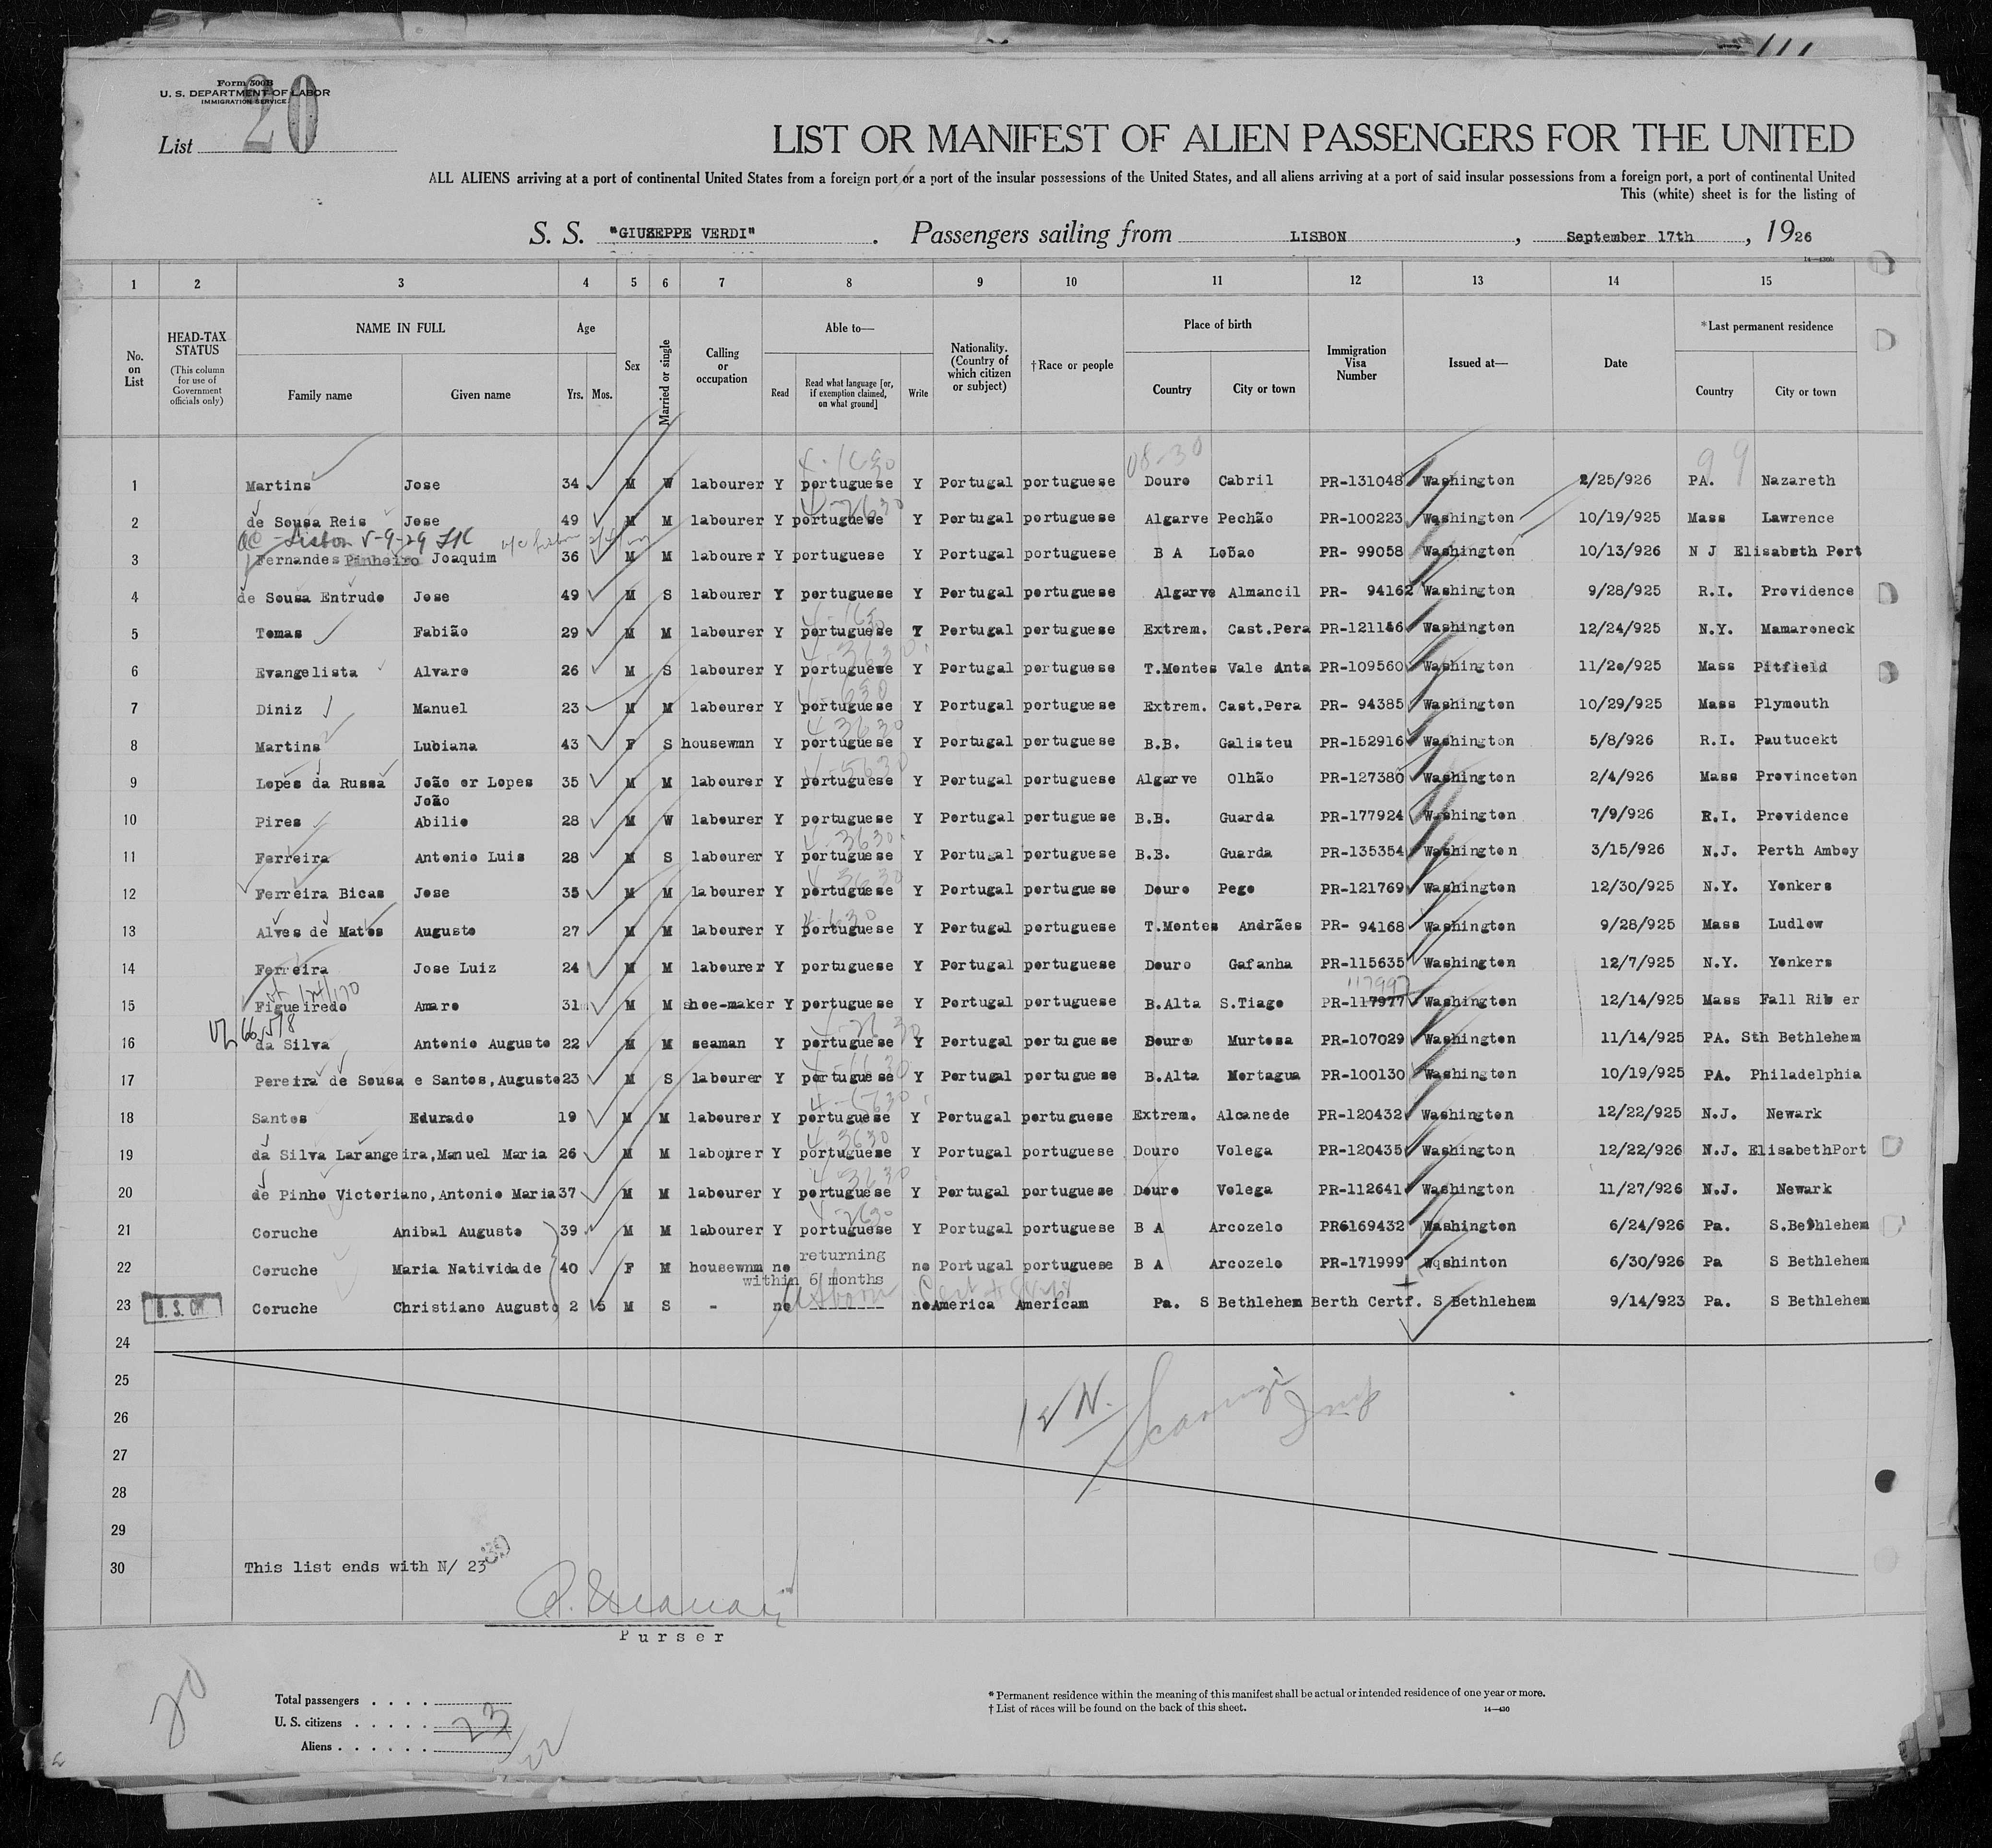 Form 500B
U. S. DEPARTMENT OF LABOR
IMMIGRATION SERVICE
List 20
LIST OR MANIFEST OF ALIEN PASSENGERS FOR THE UNITED
ALL ALIENS arriving at a port of continental United States from a foreign port or a port of the insular possessions of the United States, and all aliens arriving at a port of said insular possessions from a foreign port, a port of continental United
This (white) sheet is for the listing of
S. S. "GIUSEPPE VERDI" . Passengers sailing from LISBON , September 17th , 1926
1 2 3 4 5 6 7 8 9 10 11 12 13 14 15
No. on List HEAD-TAX STATUS (This column for use of Government officials only) NAME IN FULL Family name Given name Age Yrs. Mos. Sex Married or single Calling or occupation Able to— Read Read what language [or, if exemption claimed, on what ground] Write Nationality. (Country of which citizen or subject) †Race or people Place of birth Country City or town Immigration Visa Number Issued at— Date *Last permanent residence Country City or town
08-30 99
1 Martins Jose 34 M W labourer Y portuguese Y Portugal portuguese Douro Cabril PR-131048 Washington 2/25/926 PA. Nazareth
2 de Sousa Reis Jose 49 M M labourer Y portuguese Y Portugal portuguese Algarve Pechão PR-100223 Washington 10/19/925 Mass Lawrence
Lisbon 5-9-29
3 Fernandes Pinheiro Joaquim 36 M M labourer Y portuguese Y Portugal portuguese B A Lobao PR- 99058 Washington 10/13/926 N J Elisabeth Port
4 de Sousa Entrudo Jose 49 M S labourer Y portuguese Y Portugal portuguese Algarve Almancil PR- 94162 Washington 9/28/925 R.I. Providence
5 Tomas Fabião 29 M M labourer Y portuguese Y Portugal portuguese Extrem. Cast.Pera PR-121156 Washington 12/24/925 N.Y. Mamaroneck
6 Evangelista Alvaro 26 M S labourer Y portuguese Y Portugal portuguese T.Montes Vale Anta PR-109560 Washington 11/20/925 Mass Pitfield
7 Diniz Manuel 23 M M labourer Y portuguese Y Portugal portuguese Extrem. Cast.Pera PR- 94385 Washington 10/29/925 Mass Plymouth
8 Martins Lubiana 43 F S housewmn Y portuguese Y Portugal portuguese B.B. Galisteu PR-152916 Washington 5/8/926 R.I. Pautucekt
9 Lopes da Russa João or Lopes 35 M M labourer Y portuguese Y Portugal portuguese Algarve Olhão PR-127380 Washington 2/4/926 Mass Provinceton
João
10 Pires Abilio 28 M W labourer Y portuguese Y Portugal portuguese B.B. Guarda PR-177924 Washington 7/9/926 R.I. Providence
11 Ferreira Antonio Luis 28 M S labourer Y portuguese Y Portugal portuguese B.B. Guarda PR-135354 Washington 3/15/926 N.J. Perth Amboy
12 Ferreira Bicas Jose 35 M M labourer Y portuguese Y Portugal portuguese Douro Pego PR-121769 Washington 12/30/925 N.Y. Yonkers
13 Alves de Matos Augusto 27 M M labourer Y portuguese Y Portugal portuguese T.Montes Andrães PR- 94168 Washington 9/28/925 Mass Ludlow
14 Ferreira Jose Luiz 24 M M labourer Y portuguese Y Portugal portuguese Douro Gafanha PR-115635 Washington 12/7/925 N.Y. Yonkers
117997
15 Figueiredo Amaro 31 M M shoe-maker Y portuguese Y Portugal portuguese B.Alta S.Tiago PR-117977 Washington 12/14/925 Mass Fall Rib er
16 da Silva Antonio Augusto 22 M M seaman Y portuguese Y Portugal portuguese Douro Murtosa PR-107029 Washington 11/14/925 PA. Sth Bethlehem
17 Pereira de Sousa e Santos,Augusto 23 M S labourer Y portuguese Y Portugal portuguese B.Alta Mortagua PR-100130 Washington 10/19/925 PA. Philadelphia
18 Santos Edurado 19 M M labourer Y portuguese Y Portugal portuguese Extrem. Alcanede PR-120432 Washington 12/22/925 N.J. Newark
19 da Silva Larangeira,Manuel Maria 26 M M labourer Y portuguese Y Portugal portuguese Douro Volega PR-120435 Washington 12/22/926 N.J. ElisabethPort
20 de Pinho Victoriano,Antonio Maria 37 M M labourer Y portuguese Y Portugal portuguese Douro Volega PR-112641 Washington 11/27/926 N.J. Newark
21 Coruche Anibal Augusto 39 M M labourer Y portuguese Y Portugal portuguese B A Arcozelo PR6169432 Washington 6/24/926 Pa. S.Bethlehem
returning
22 Coruche Maria Natividade 40 F M housewnm no no Portugal portuguese B A Arcozelo PR-171999 Wqshinton 6/30/926 Pa S Bethlehem
within 6 months
23 Coruche Christiano Augusto 2 5 M S - no no America Americam Pa. S Bethlehem Berth Certf. S Bethlehem 9/14/923 Pa. S Bethlehem
24
25
26
27
28
29
30 This list ends with N/ 23
Purser
20
Total passengers
U. S. citizens 23
Aliens 22
* Permanent residence within the meaning of this manifest shall be actual or intended residence of one year or more.
† List of races will be found on the back of this sheet.
14—430